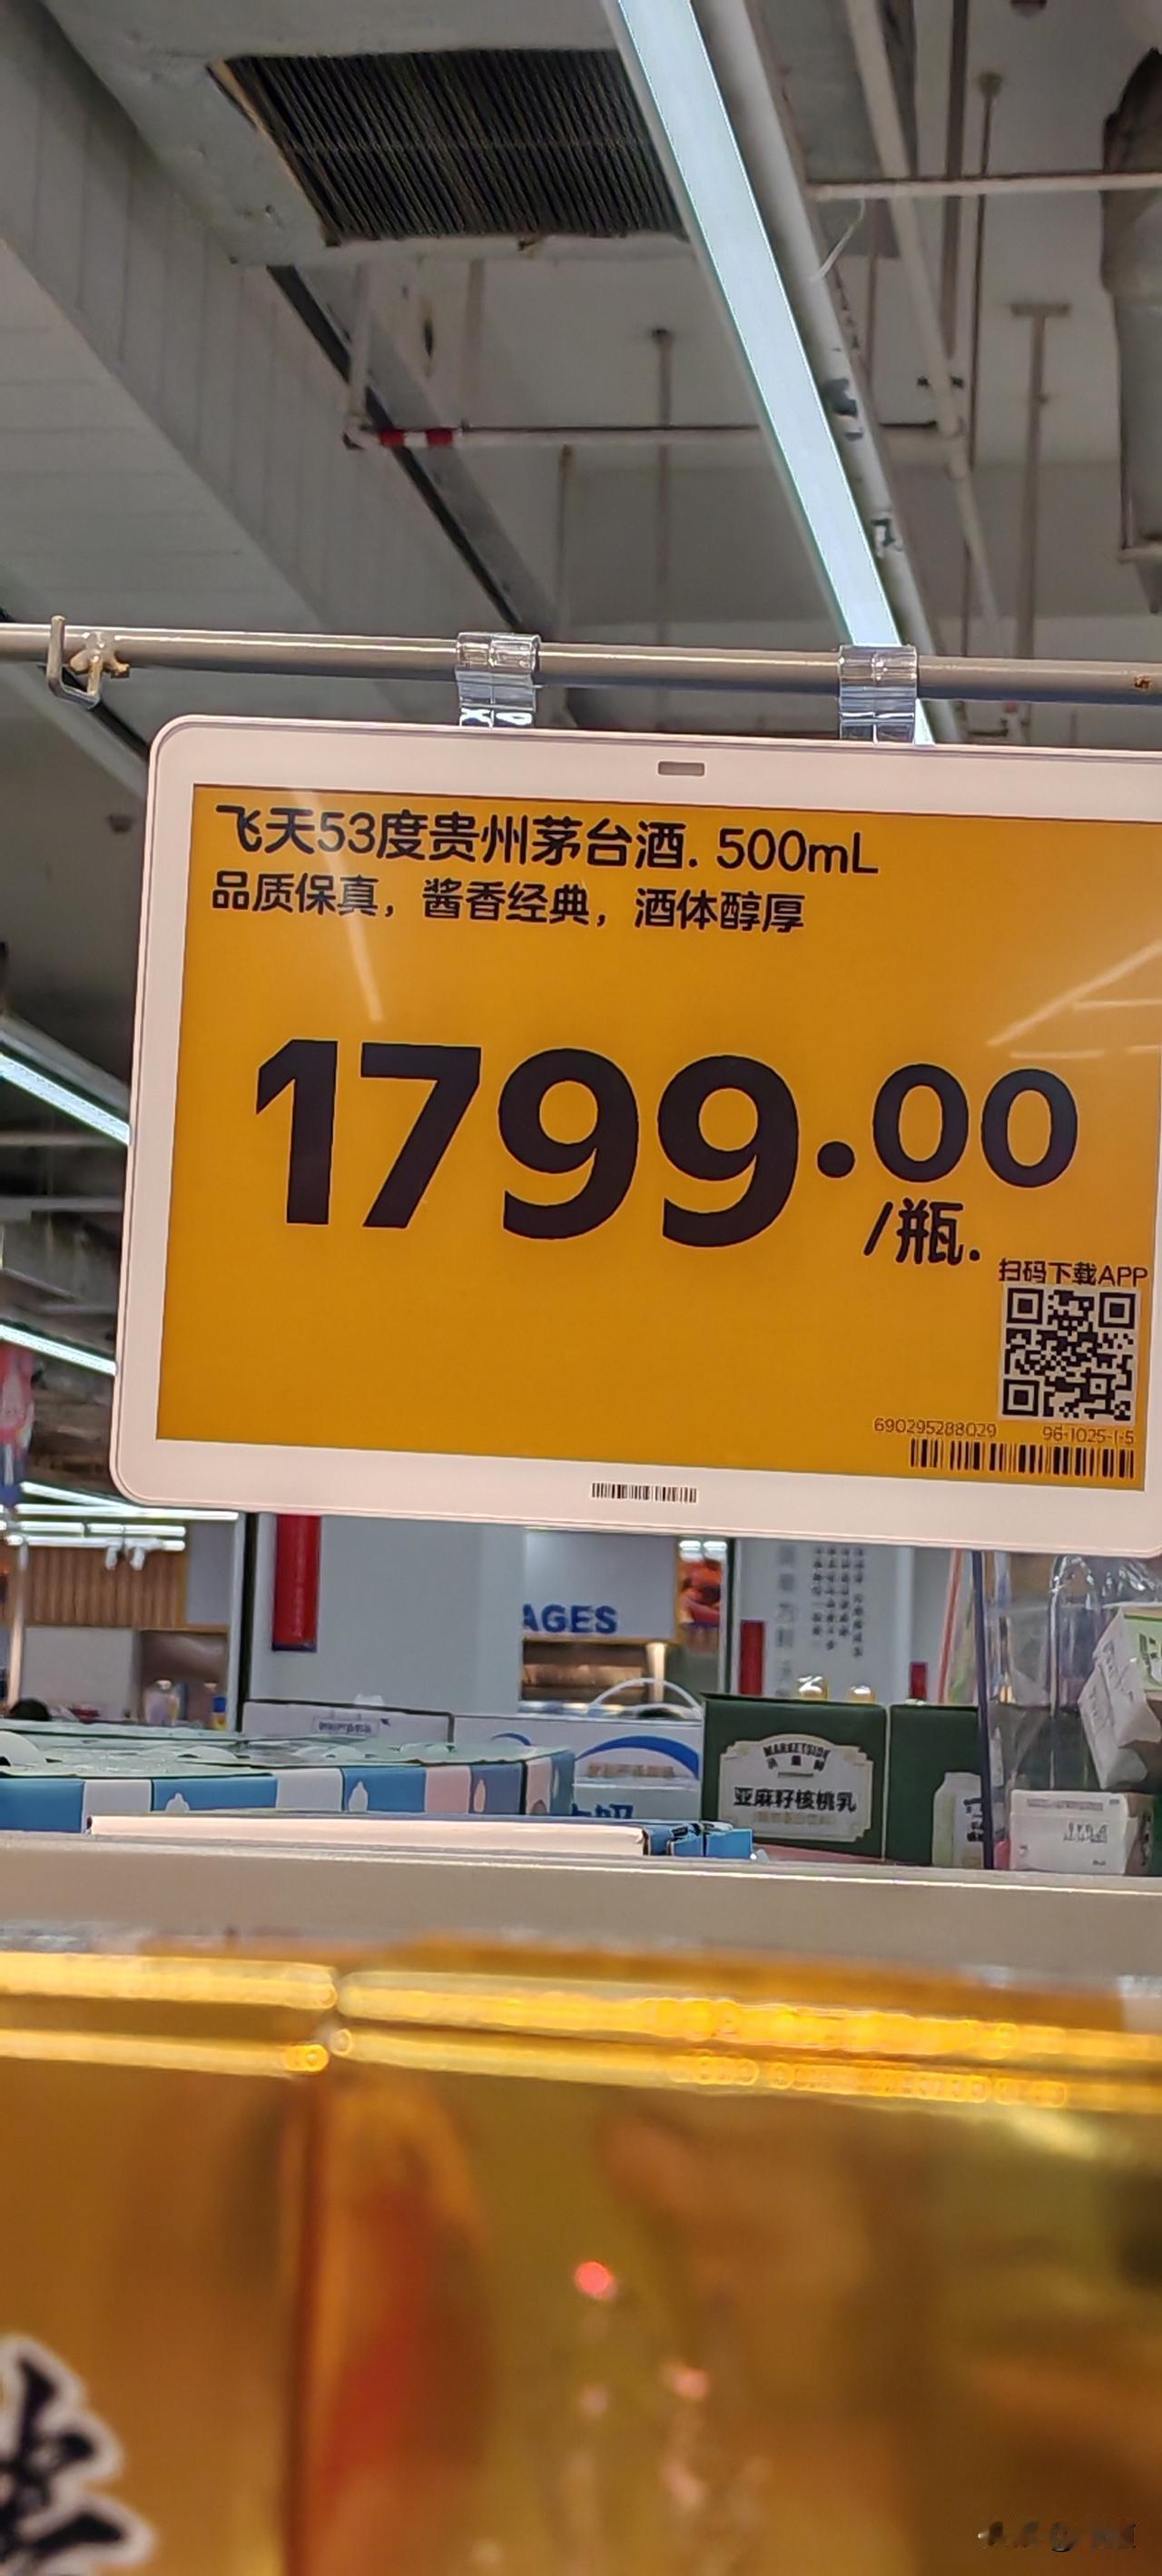 飞天53度贵州茅台酒. 500mL
品质保真，酱香经典，酒体醇厚
1799.00
/瓶.
扫码下载APP
690295288029 96-1025-1-5
AGES
MARKETSIDE
亚麻籽核桃乳